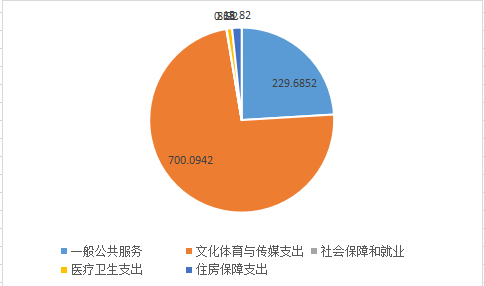 229.6852
700.0942
一般公共服务 文化体育与传媒支出 社会保障和就业
医疗卫生支出 住房保障支出